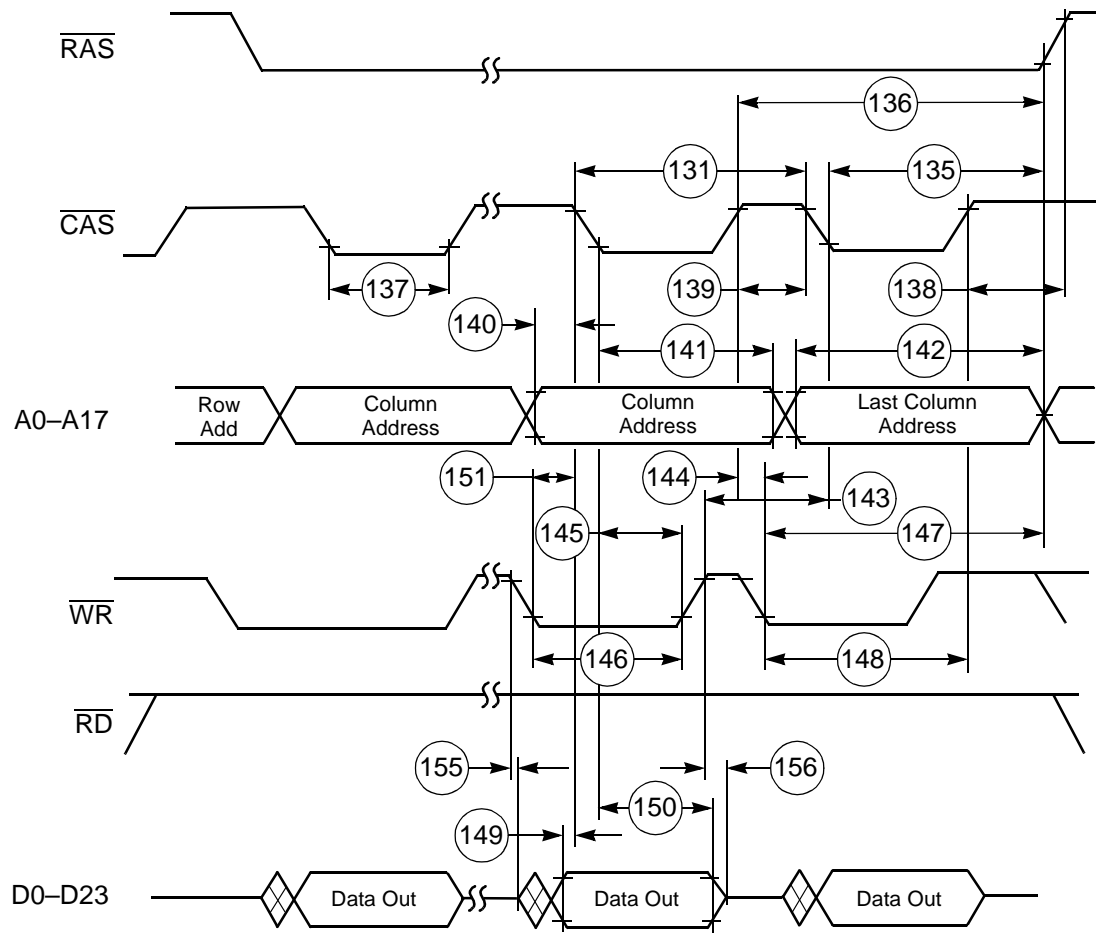 RAS
136
131
135
CAS
137
139
138
140
141
142
A0–A17
Row
Add
Column
Address
Column
Address
Last Column
Address
151
144
143
145
147
WR
146
148
RD
155
156
150
149
D0–D23
Data Out
Data Out
Data Out